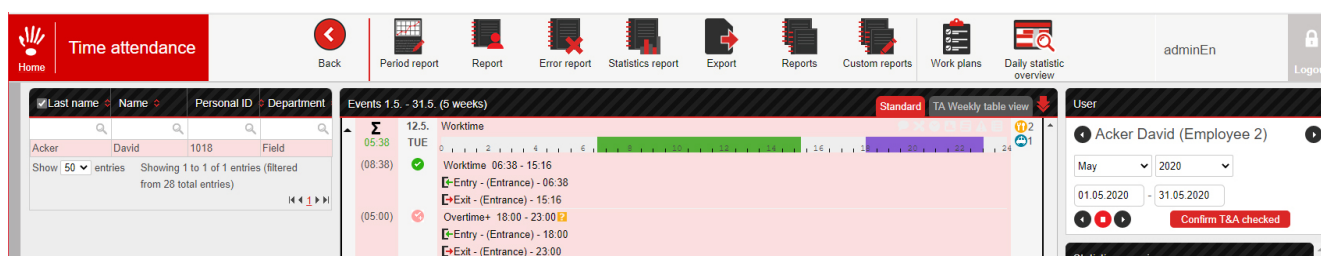 Home
Time attendance
Back
Period report
Report
Error report
Statistics report
Export
Reports
Custom reports
Work plans
Daily statistic
overview
adminEn
Last name Name Personal ID Department
Acker David 1018 Field
Show 50 entries Showing 1 to 1 of 1 entries (filtered
from 28 total entries)
1
Events 1.5. - 31.5. (5 weeks)
Standard
TA Weekly table view
Σ 12.5. Worktime 2
05:38 TUE 0 2 4 6 8 10 12 14 16 18 20 22 24 1
(08:38) Worktime 06:38 - 15:16
Entry - (Entrance) - 06:38
Exit - (Entrance) - 15:16
(05:00) Overtime+ 18:00 - 23:00 ?
Entry - (Entrance) - 18:00
Exit - (Entrance) - 23:00
User
Acker David (Employee 2)
May 2020
01.05.2020 - 31.05.2020
Confirm T&A checked